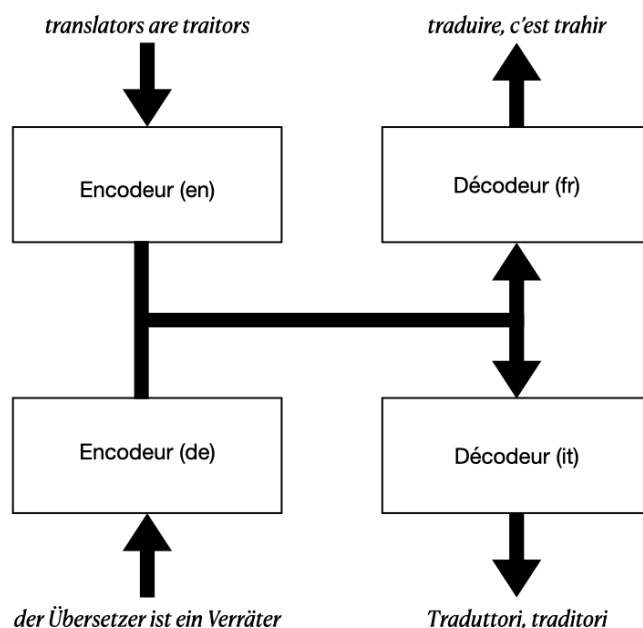 translators are traitors
traduire, c'est trahir
Encodeur (en)
Décodeur (fr)
Encodeur (de)
Décodeur (it)
der Übersetzer ist ein Verräter
Traduttori, traditori